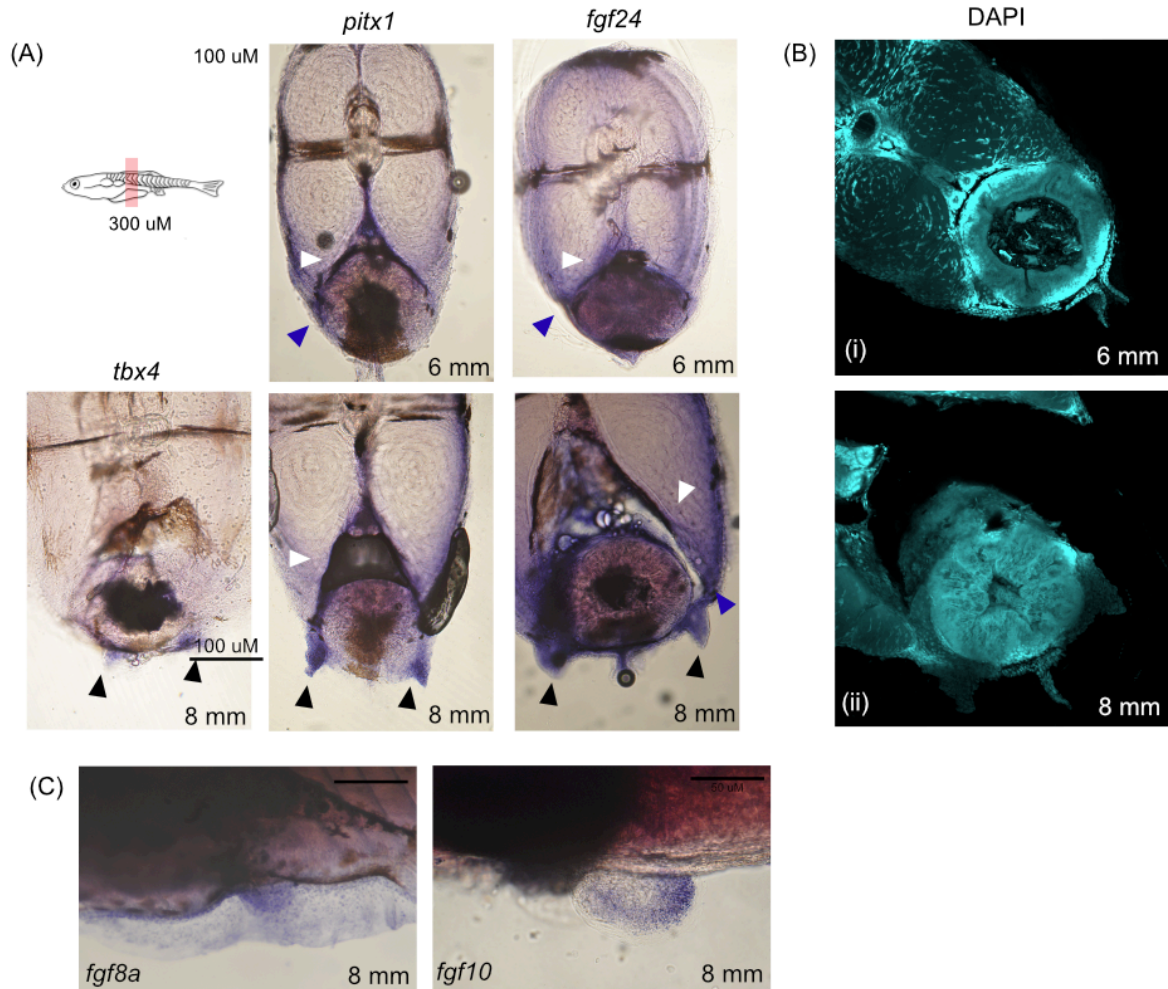 (A)
pitx1
fgf24
DAPI
(B)
100 uM
300 uM
6 mm
6 mm
(i)
6 mm
tbx4
100 uM
8 mm
8 mm
8 mm
(ii)
8 mm
(C)
50 uM
fgf8a
8 mm
fgf10
8 mm